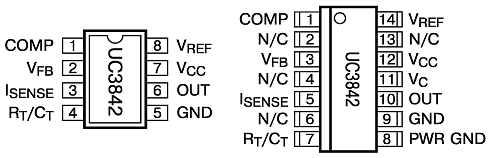 COMP 1 8 VREF
VFB 2 7 VCC
ISENSE 3 6 OUT
RT/CT 4 5 GND
UC3842
COMP 1 14 VREF
N/C 2 13 N/C
VFB 3 12 VCC
N/C 4 11 VC
ISENSE 5 10 OUT
N/C 6 9 GND
RT/CT 7 8 PWR GND
UC3842